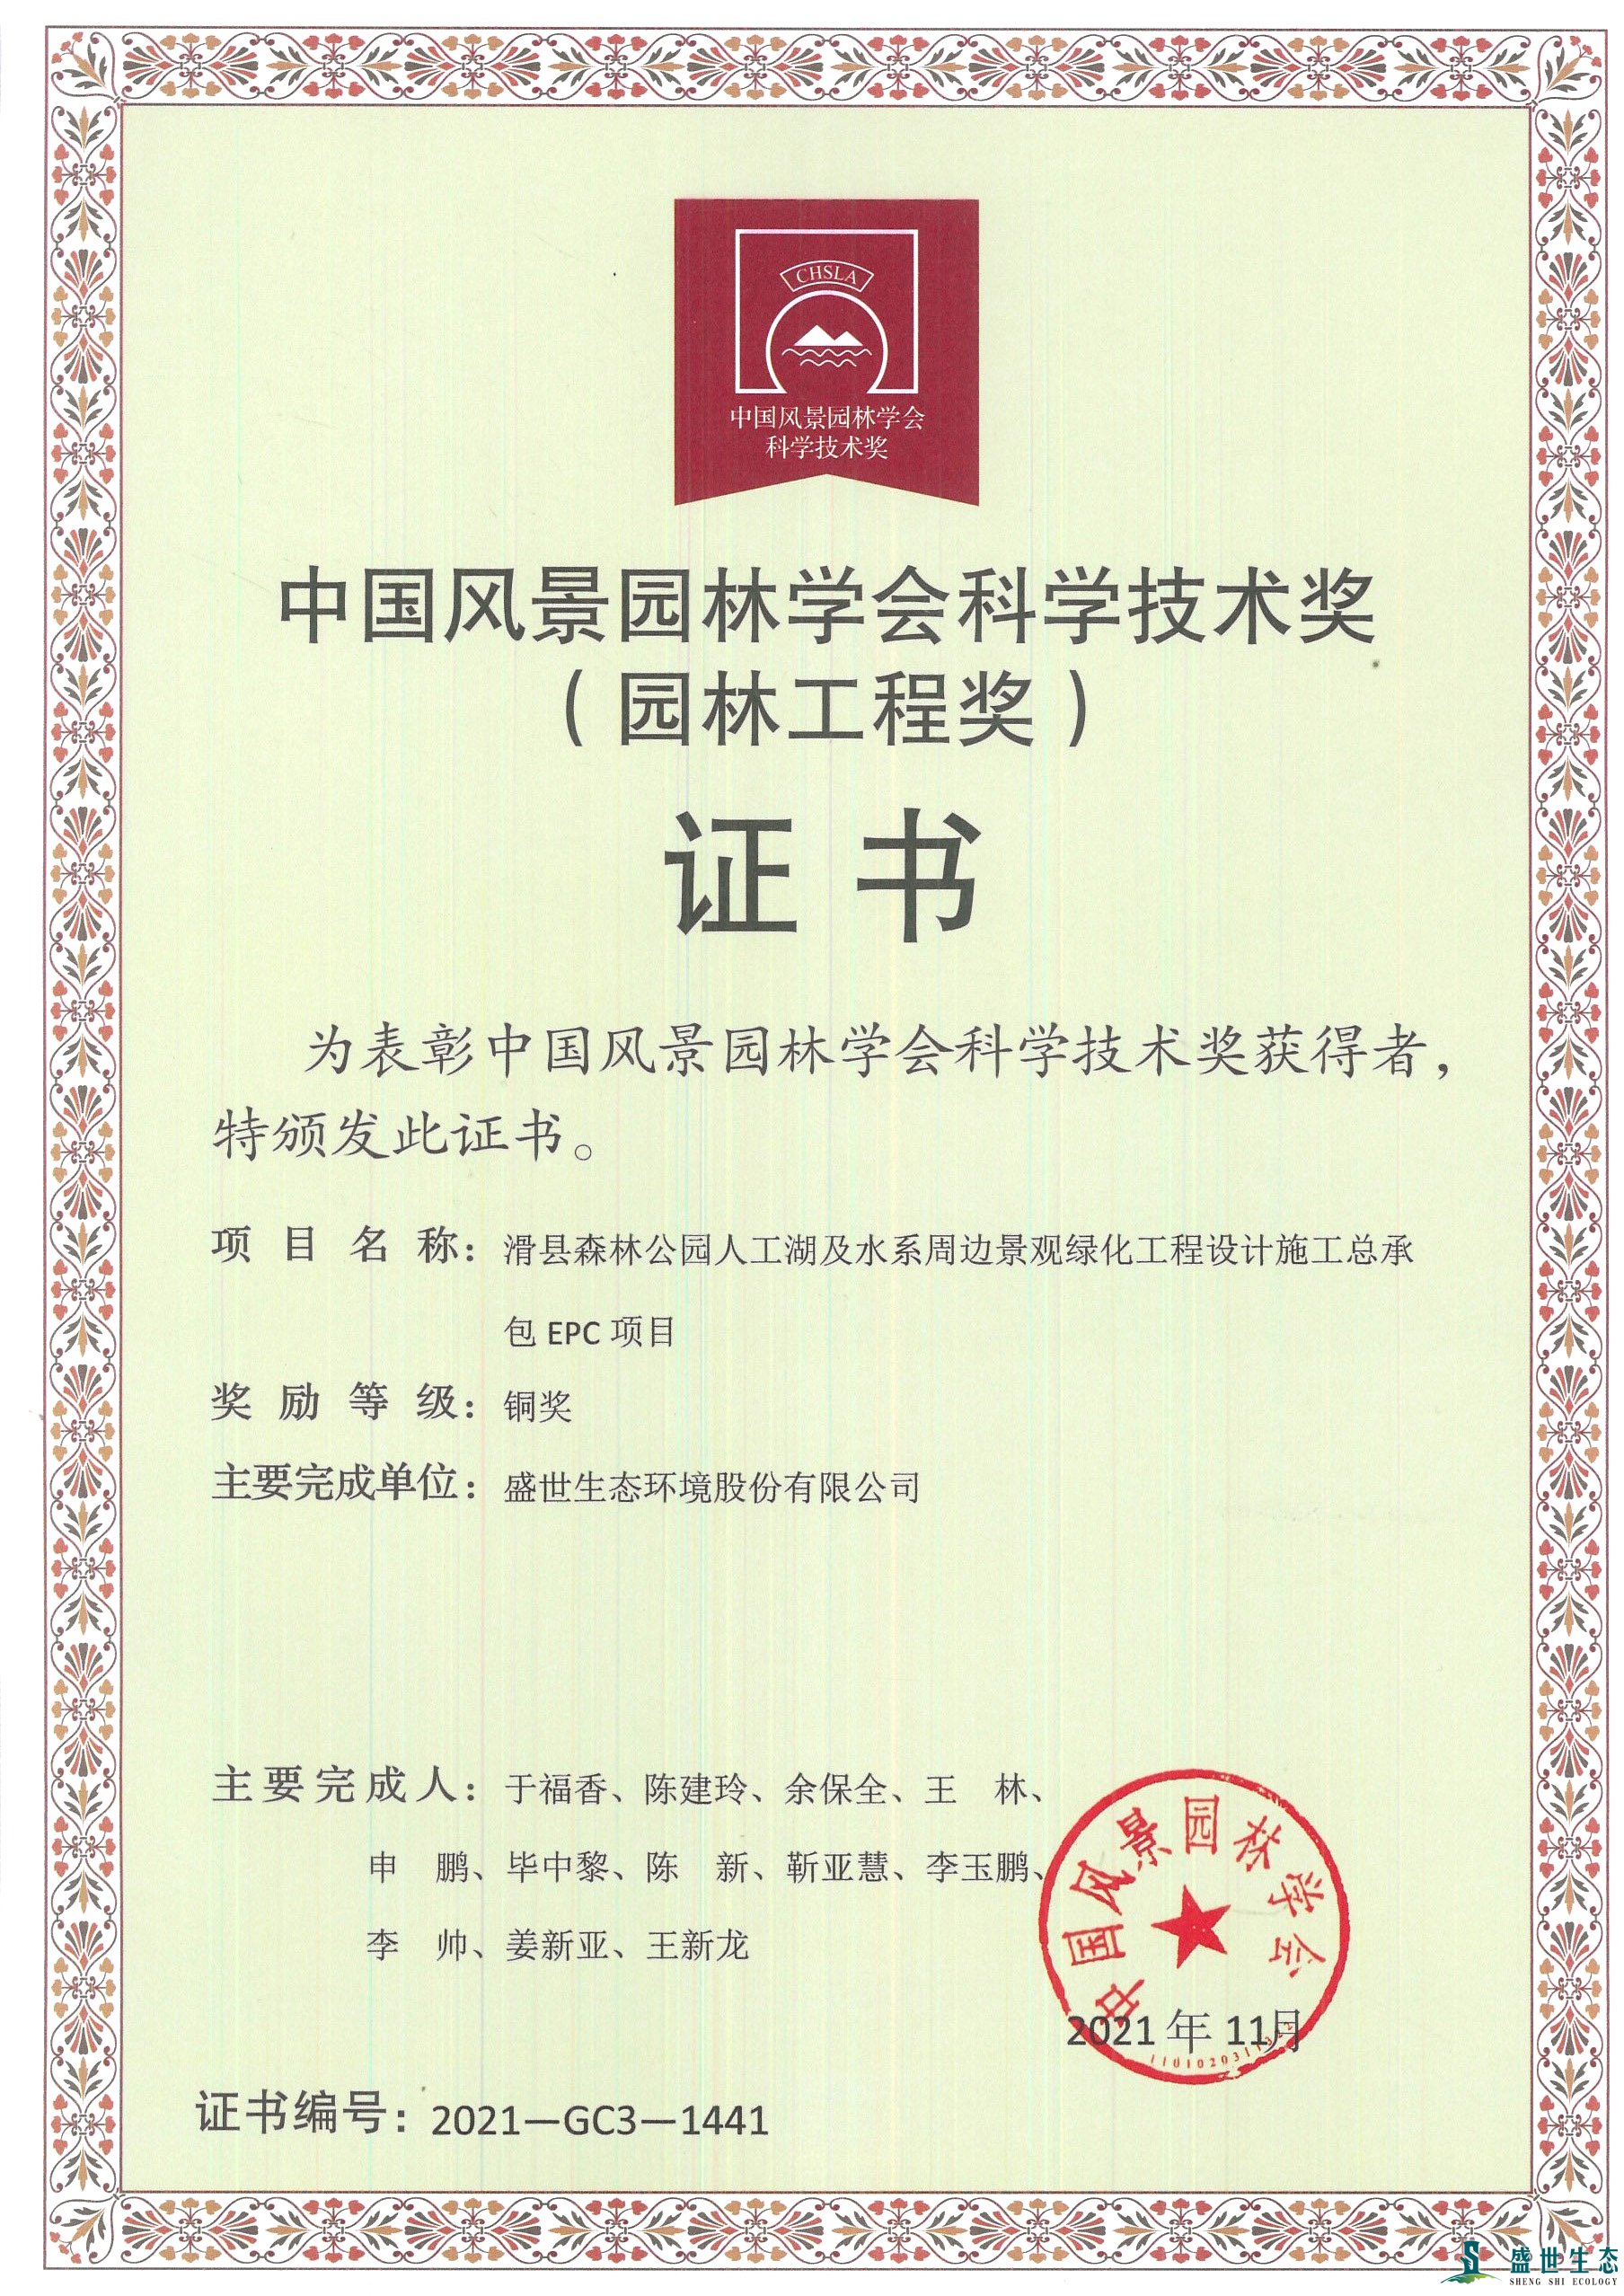 CHSLA
中国风景园林学会
科学技术奖
中国风景园林学会科学技术奖
（园林工程奖）
证书
为表彰中国风景园林学会科学技术奖获得者，
特颁发此证书。
项目名称：滑县森林公园人工湖及水系周边景观绿化工程设计施工总承
包 EPC 项目
奖励等级：铜奖
主要完成单位：盛世生态环境股份有限公司
主要完成人：于福香、陈建玲、余保全、王 林、
申 鹏、毕中黎、陈 新、靳亚慧、李玉鹏、
李 帅、姜新亚、王新龙
中国风景园林学会
2021 年 11月
证书编号：2021—GC3—1441
盛世生态
SHENG SHI ECOLOGY